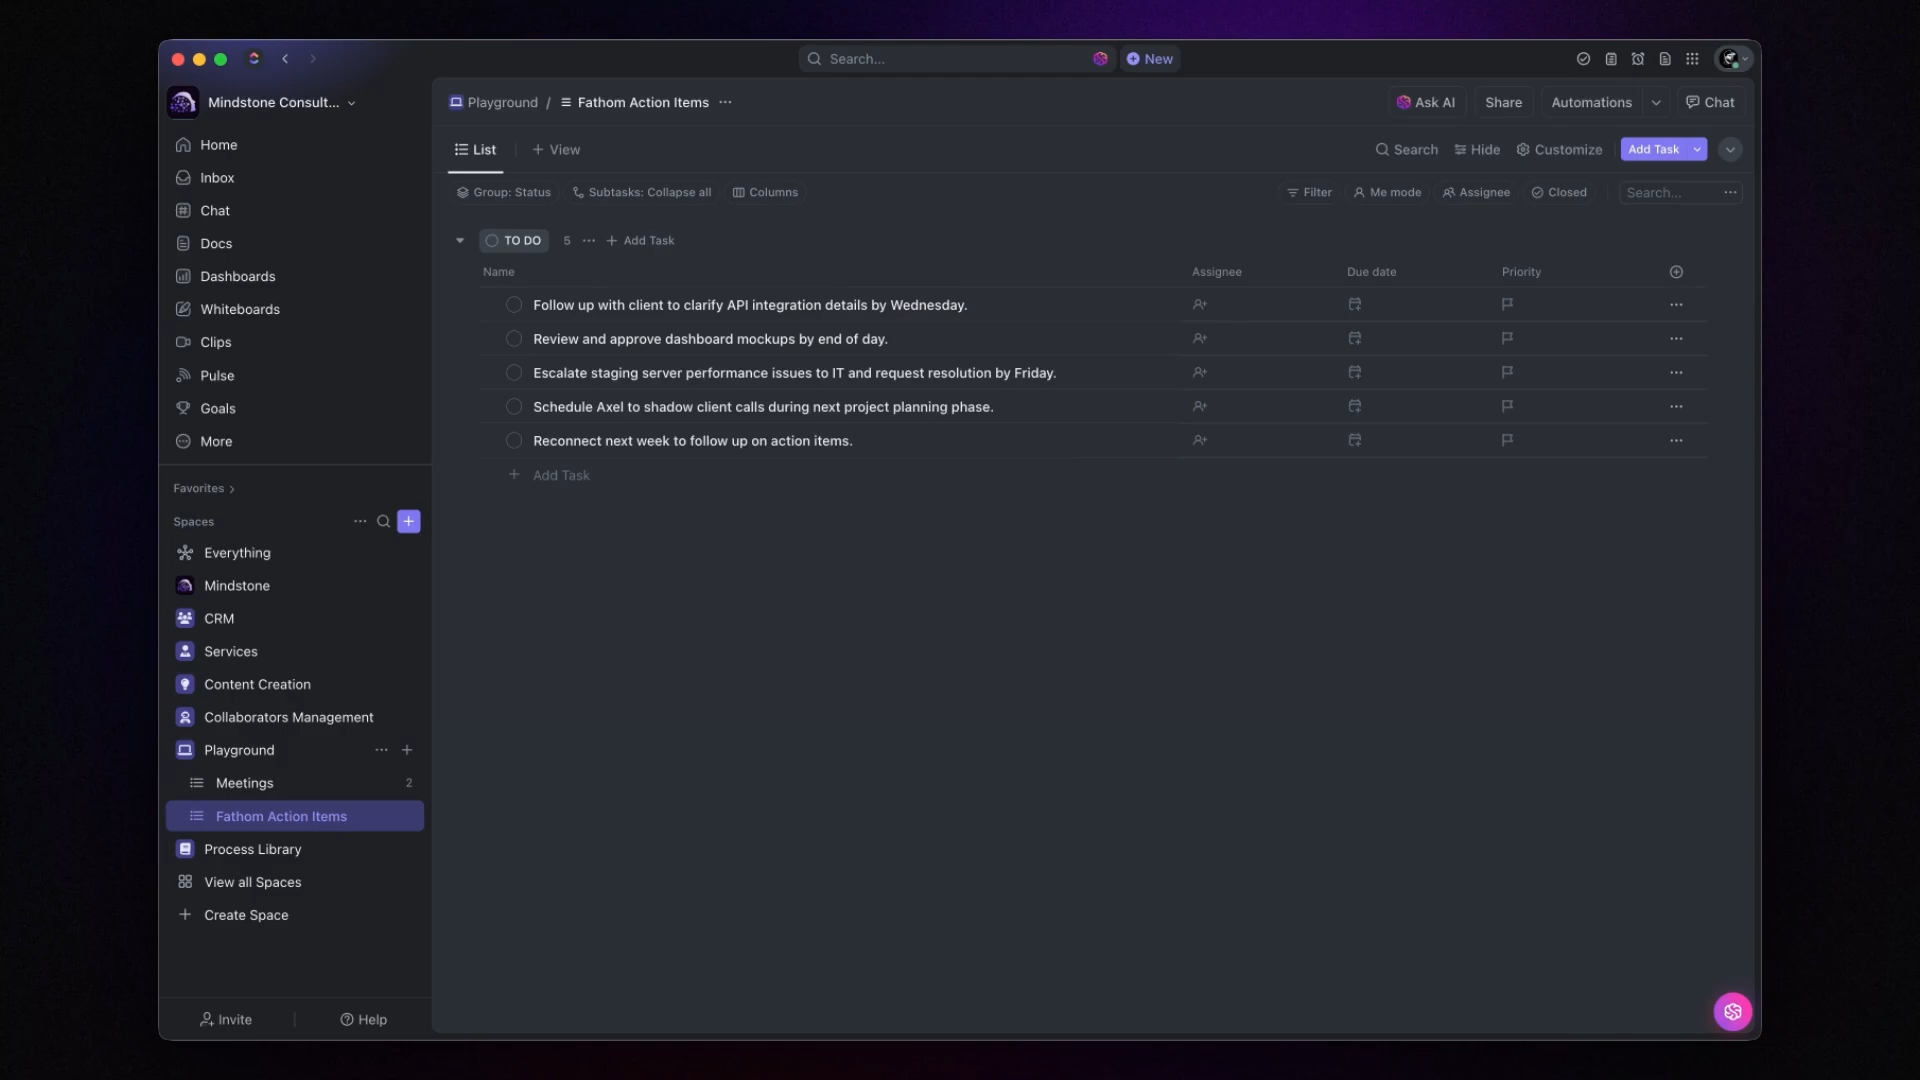 Search...
New
Mindstone Consult...
Home
Inbox
Chat
Docs
Dashboards
Whiteboards
Clips
Pulse
Goals
More
Favorites
Spaces
Everything
Mindstone
CRM
Services
Content Creation
Collaborators Management
Playground
Meetings 2
Fathom Action Items
Process Library
View all Spaces
Create Space
Invite
Help
Playground / Fathom Action Items ...
Ask AI
Share
Automations
Chat
List
+ View
Search
Hide
Customize
Add Task
Group: Status
Subtasks: Collapse all
Columns
Filter
Me mode
Assignee
Closed
Search...
TO DO 5 ... + Add Task
Name Assignee Due date Priority
Follow up with client to clarify API integration details by Wednesday.
Review and approve dashboard mockups by end of day.
Escalate staging server performance issues to IT and request resolution by Friday.
Schedule Axel to shadow client calls during next project planning phase.
Reconnect next week to follow up on action items.
+ Add Task